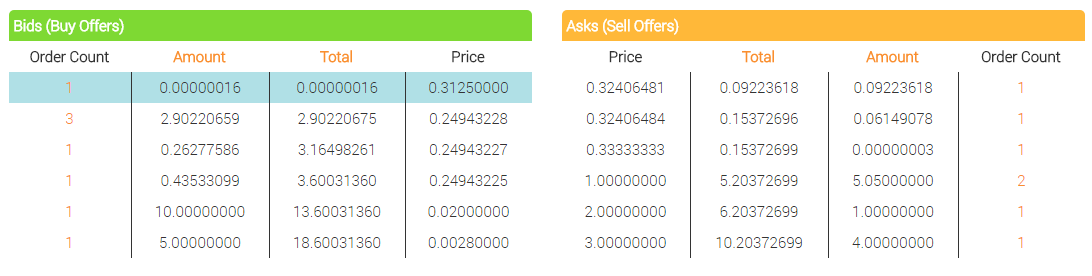 Bids (Buy Offers)
Order Count Amount Total Price
1 0.00000016 0.00000016 0.31250000
3 2.90220659 2.90220675 0.24943228
1 0.26277586 3.16498261 0.24943227
1 0.43533099 3.60031360 0.24943225
1 10.00000000 13.60031360 0.02000000
1 5.00000000 18.60031360 0.00280000
Asks (Sell Offers)
Price Total Amount Order Count
0.32406481 0.09223618 0.09223618 1
0.32406484 0.15372696 0.06149078 1
0.33333333 0.15372699 0.00000003 1
1.00000000 5.20372699 5.05000000 2
2.00000000 6.20372699 1.00000000 1
3.00000000 10.20372699 4.00000000 1